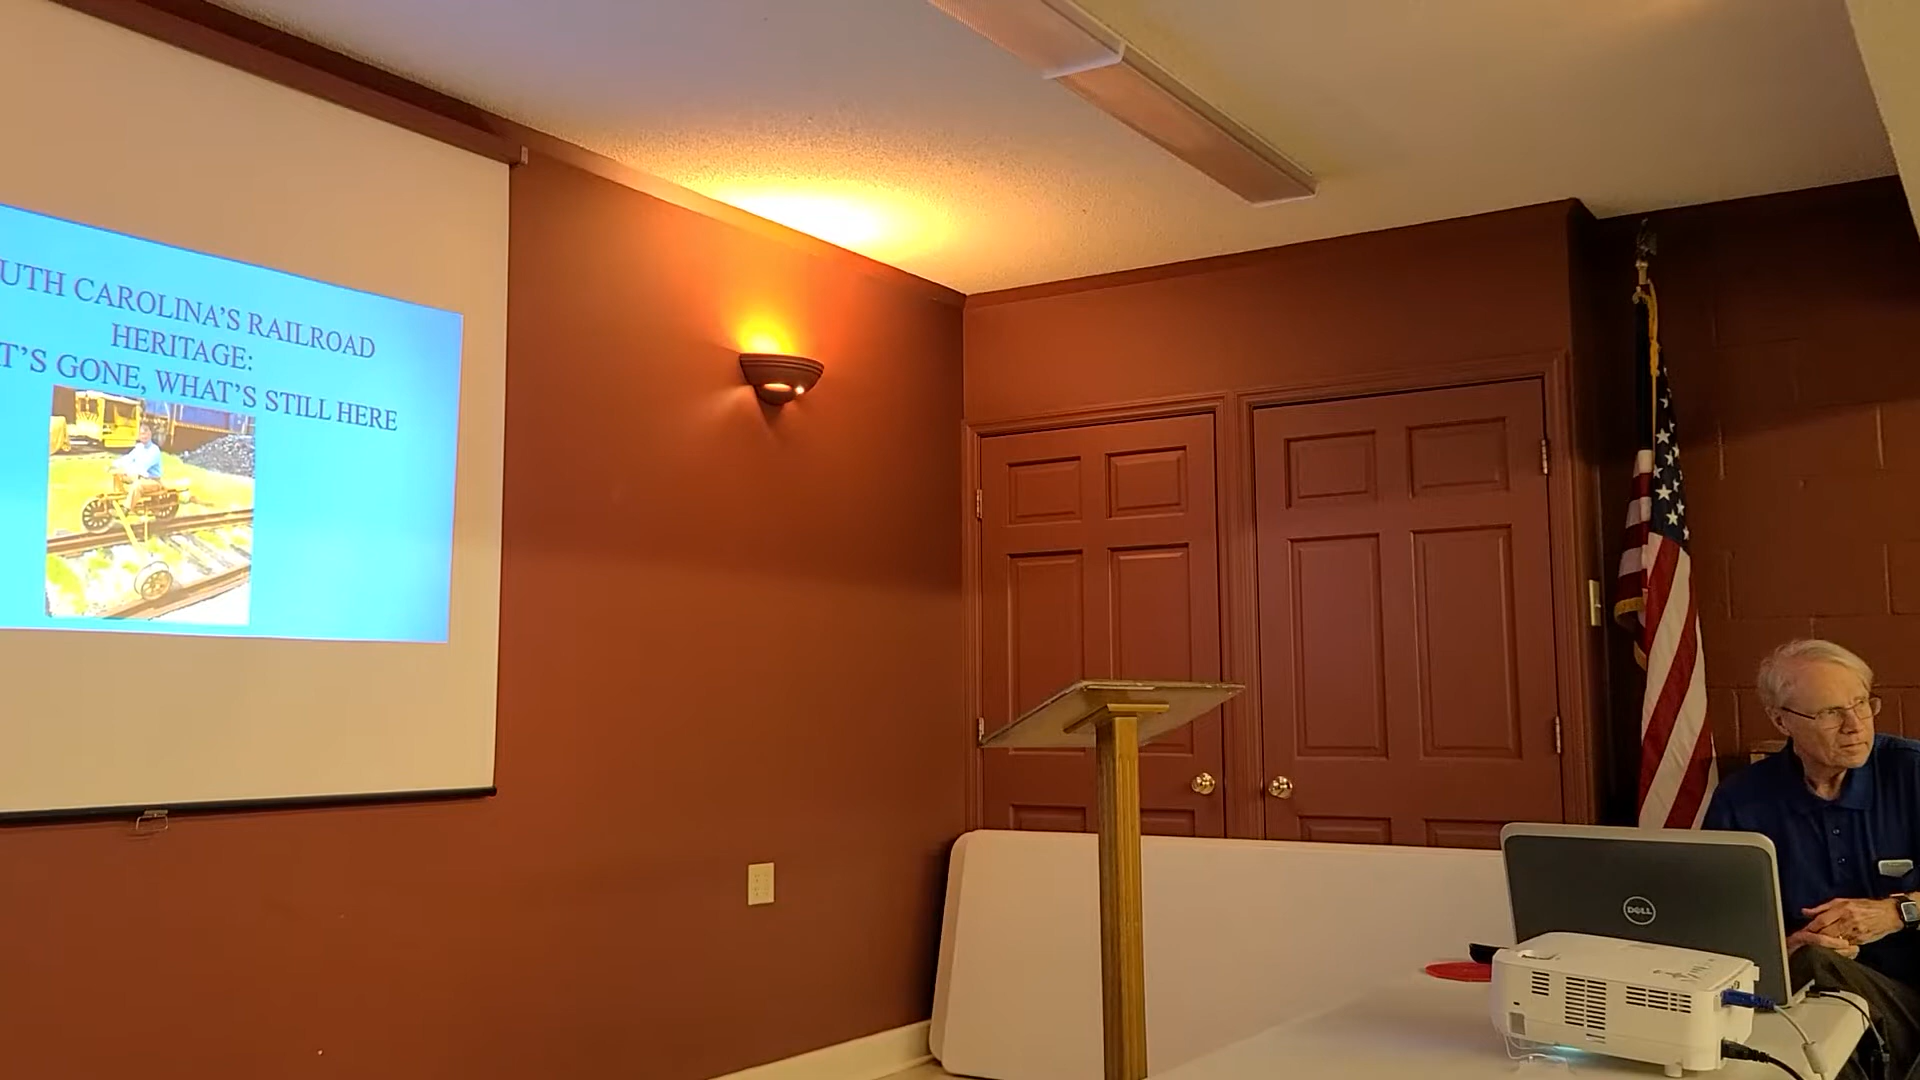 UTH CAROLINA'S RAILROAD
HERITAGE:
T'S GONE, WHAT'S STILL HERE
DELL